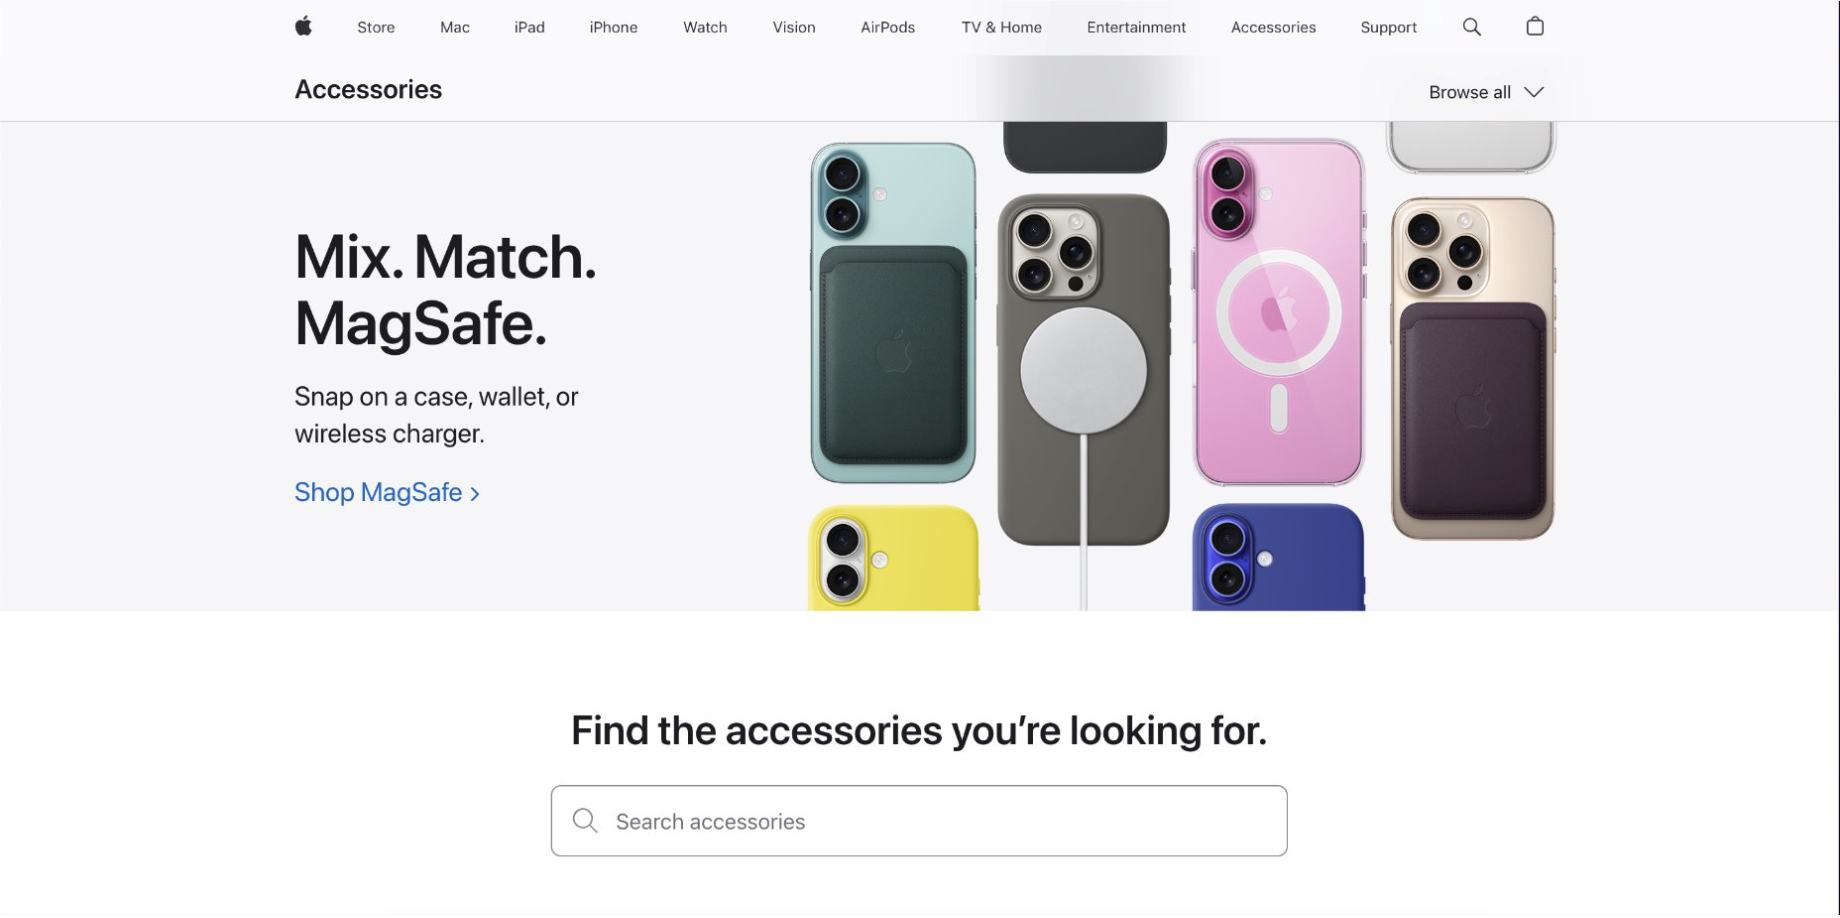 Store Mac iPad iPhone Watch Vision AirPods TV & Home Entertainment Accessories Support
Accessories
Browse all
Mix. Match.
MagSafe.
Snap on a case, wallet, or
wireless charger.
Shop MagSafe >
Find the accessories you’re looking for.
Search accessories